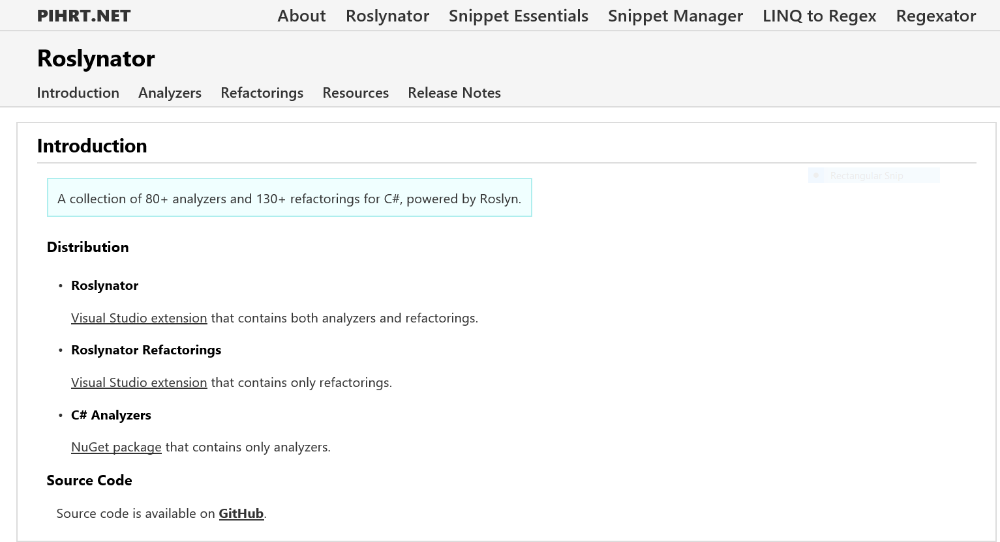 PIHRT.NET About Roslynator Snippet Essentials Snippet Manager LINQ to Regex Regexator
Roslynator
Introduction Analyzers Refactorings Resources Release Notes
Introduction
Rectangular Snip
A collection of 80+ analyzers and 130+ refactorings for C#, powered by Roslyn.
Distribution
• Roslynator
Visual Studio extension that contains both analyzers and refactorings.
• Roslynator Refactorings
Visual Studio extension that contains only refactorings.
• C# Analyzers
NuGet package that contains only analyzers.
Source Code
Source code is available on GitHub.